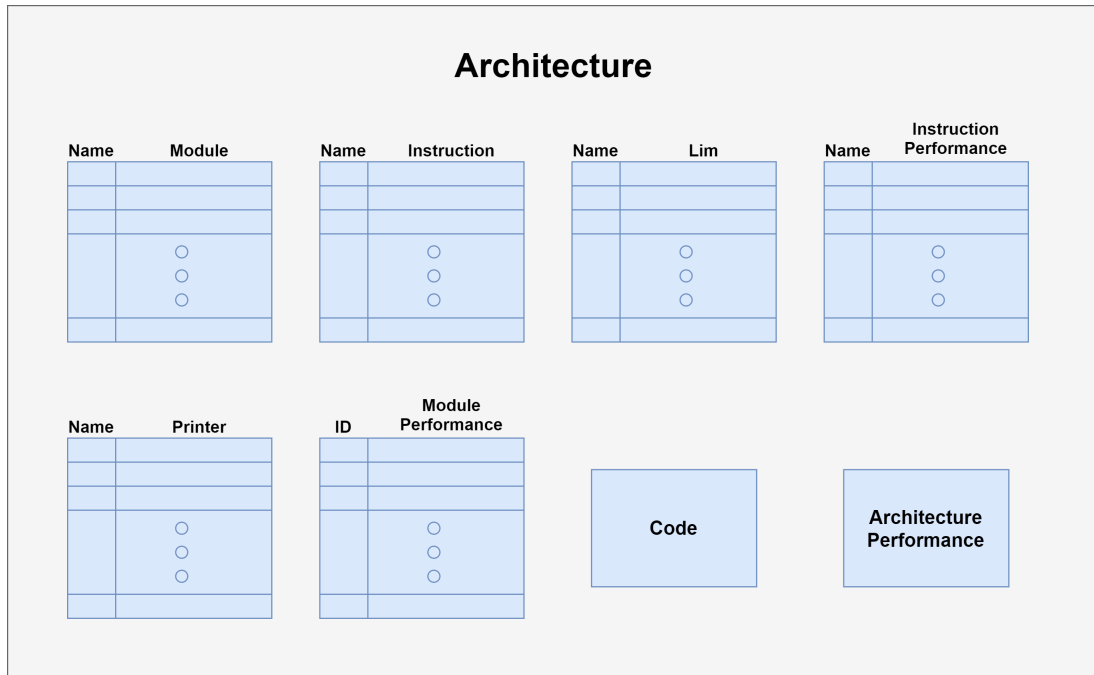 Architecture
Name Module
Name Instruction
Name Lim
Name Instruction
Performance
Name Printer
ID Module
Performance
Code
Architecture
Performance